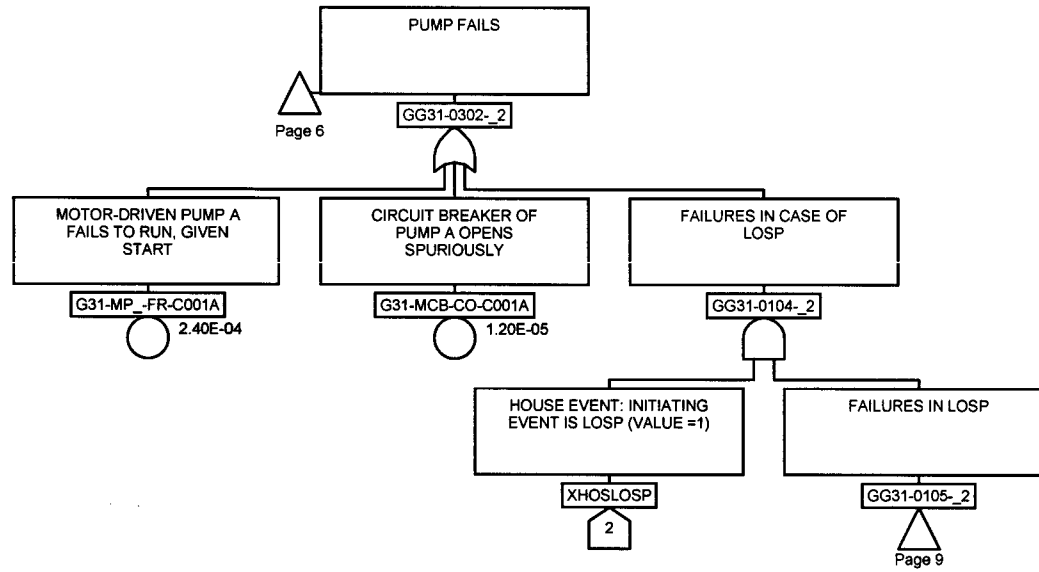 PUMP FAILS
Page 6
GG31-0302-_2
MOTOR-DRIVEN PUMP A
FAILS TO RUN, GIVEN
START
G31-MP_-FR-C001A
2.40E-04
CIRCUIT BREAKER OF
PUMP A OPENS
SPURIOUSLY
G31-MCB-CO-C001A
1.20E-05
FAILURES IN CASE OF
LOSP
GG31-0104-_2
HOUSE EVENT: INITIATING
EVENT IS LOSP (VALUE =1)
XHOSLOSP
2
FAILURES IN LOSP
GG31-0105-_2
Page 9